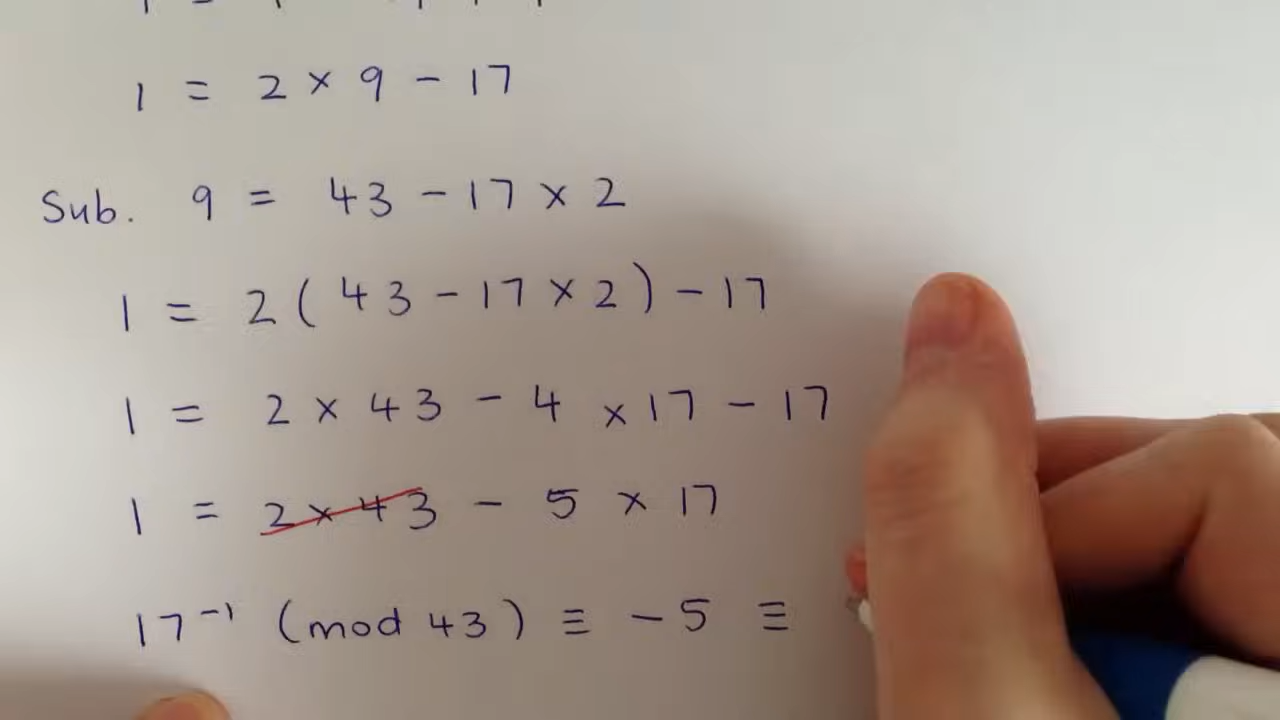 1 = 2 × 9 - 17
Sub. 9 = 43 - 17 × 2
1 = 2 ( 43 - 17 × 2 ) - 17
1 = 2 × 43 - 4 × 17 - 17
1 = 2 × 43 - 5 × 17
17⁻¹ (mod 43) ≡ -5 ≡